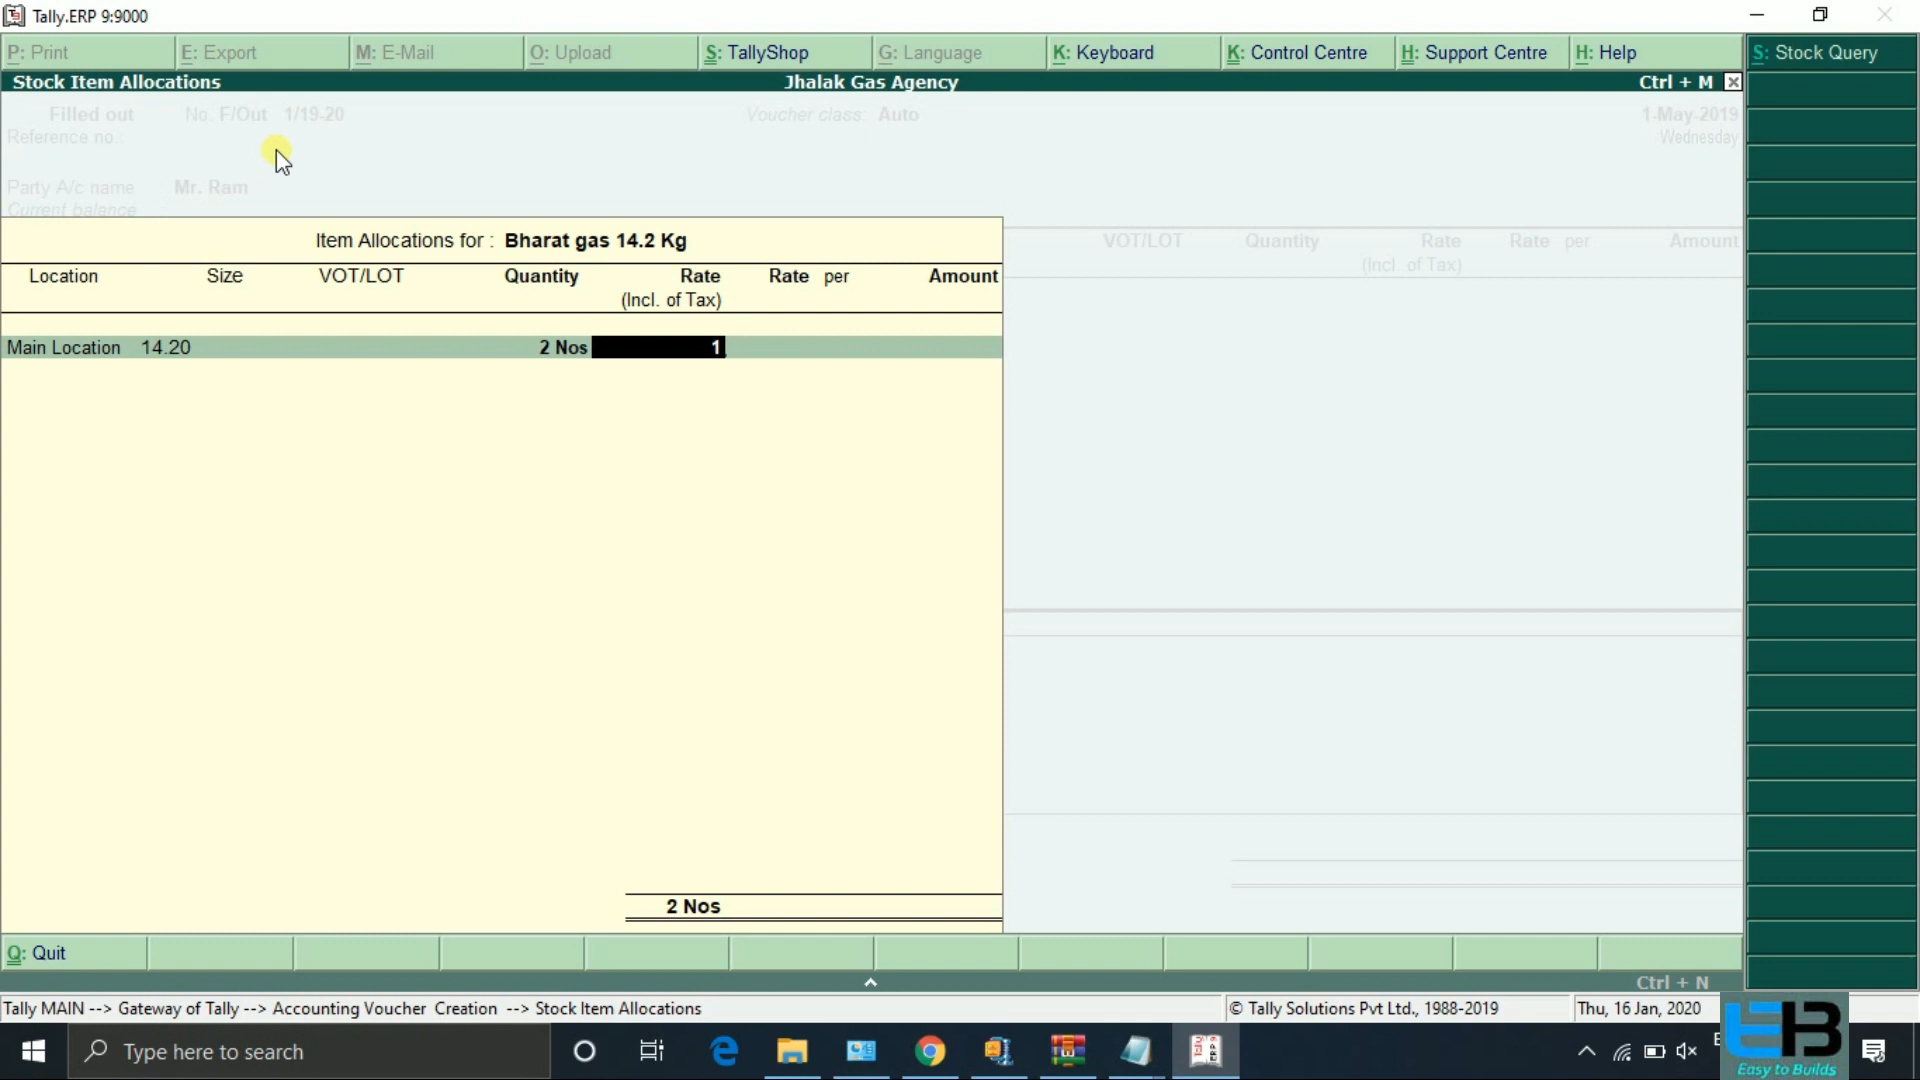 Tally.ERP 9:9000
P: Print E: Export M: E-Mail O: Upload S: TallyShop G: Language K: Keyboard K: Control Centre H: Support Centre H: Help S: Stock Query
Stock Item Allocations Jhalak Gas Agency Ctrl + M
Filled out No. F/Out 1/19-20 Voucher class: Auto 1-May-2019
Reference no.: Wednesday
Party A/c name Mr. Ram
Current balance
Item Allocations for : Bharat gas 14.2 Kg
VOT/LOT Quantity Rate Rate per Amount
(Incl. of Tax)
Location Size VOT/LOT Quantity Rate Rate per Amount
(Incl. of Tax)
Main Location 14.20 2 Nos 1
2 Nos
Q: Quit
Ctrl + N
Tally MAIN --> Gateway of Tally --> Accounting Voucher Creation --> Stock Item Allocations © Tally Solutions Pvt Ltd., 1988-2019 Thu, 16 Jan, 2020
Type here to search
EB
Easy to Builds